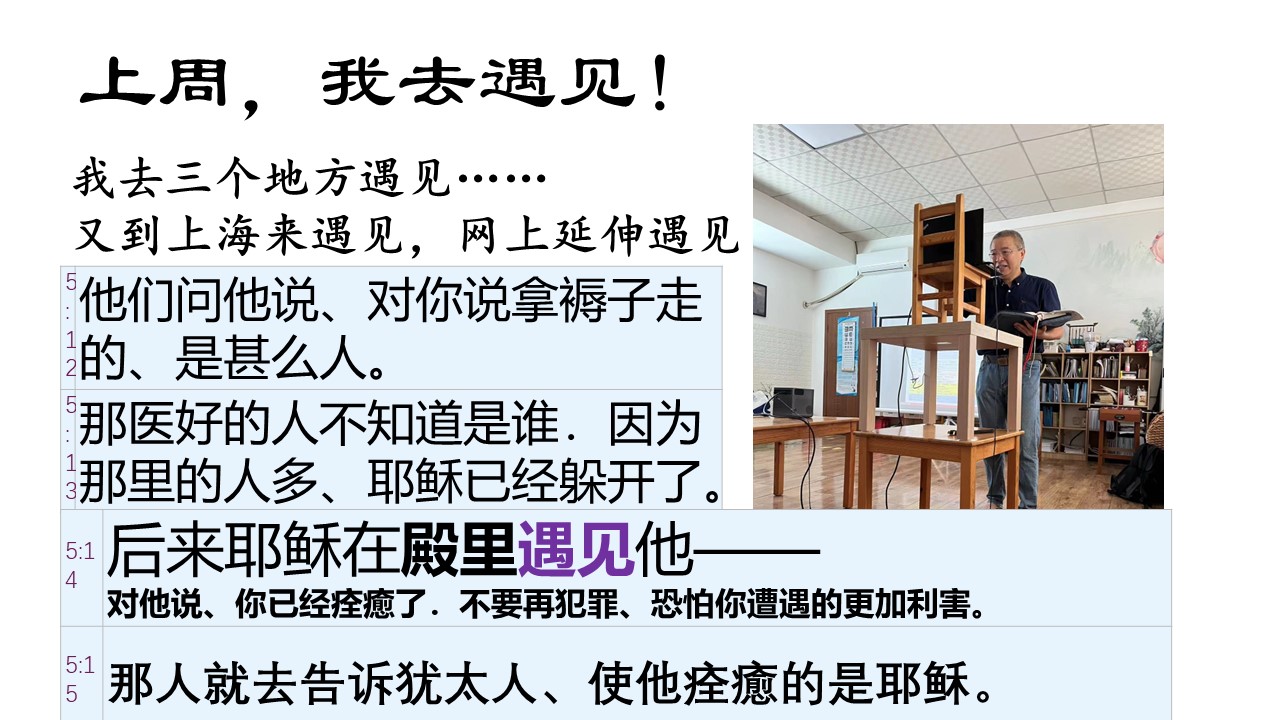 上周，我去遇见！
我去三个地方遇见……
又到上海来遇见，网上延伸遇见
5:12 他们问他说、对你说拿褥子走
的、是甚么人。
5:13 那医好的人不知道是谁．因为
那里的人多、耶稣已经躲开了。
5:14 后来耶稣在殿里遇见他——
对他说、你已经痊癒了．不要再犯罪、恐怕你遭遇的更加利害。
5:15 那人就去告诉犹太人、使他痊癒的是耶稣。